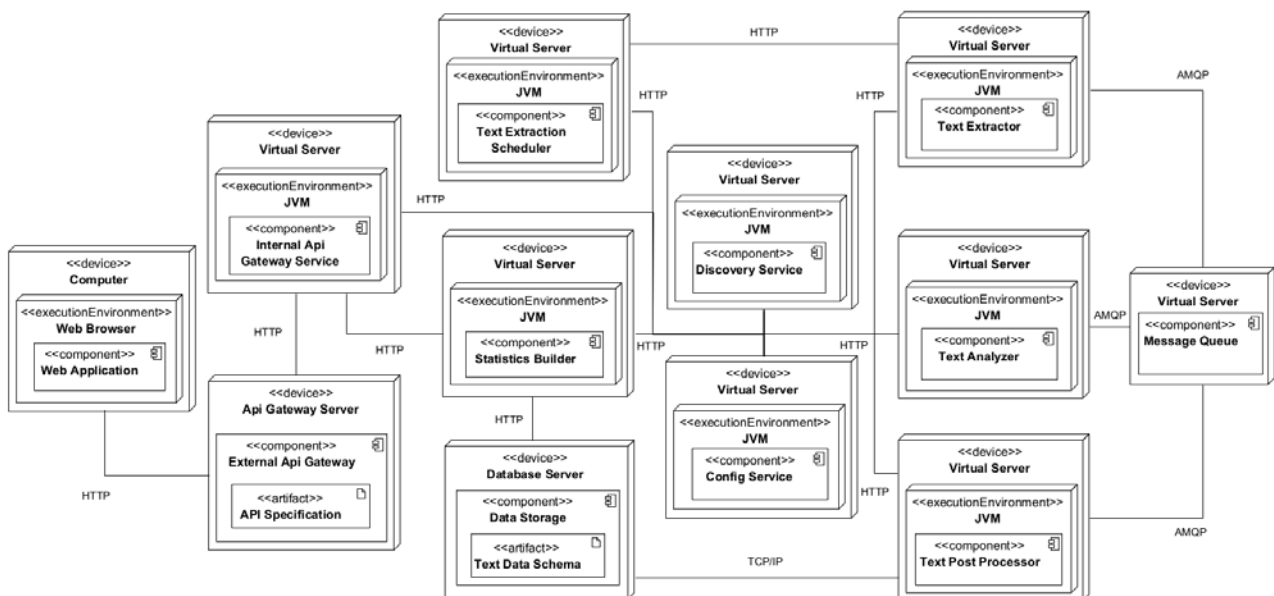 <<device>>
Virtual Server
<<executionEnvironment>>
JVM
<<component>>
Text Extraction
Scheduler
HTTP
<<device>>
Virtual Server
<<executionEnvironment>>
JVM
<<component>>
Text Extractor
AMQP
HTTP
HTTP
<<device>>
Virtual Server
<<executionEnvironment>>
JVM
<<component>>
Internal Api
Gateway Service
HTTP
<<device>>
Virtual Server
<<executionEnvironment>>
JVM
<<component>>
Discovery Service
<<device>>
Computer
<<executionEnvironment>>
Web Browser
<<component>>
Web Application
<<device>>
Virtual Server
<<executionEnvironment>>
JVM
<<component>>
Statistics Builder
<<device>>
Virtual Server
<<executionEnvironment>>
JVM
<<component>>
Text Analyzer
<<device>>
Virtual Server
<<component>>
Message Queue
AMQP
HTTP
HTTP
HTTP
HTTP
<<device>>
Api Gateway Server
<<component>>
External Api Gateway
<<artifact>>
API Specification
HTTP
HTTP
<<device>>
Database Server
<<component>>
Data Storage
<<artifact>>
Text Data Schema
<<device>>
Virtual Server
<<executionEnvironment>>
JVM
<<component>>
Config Service
HTTP
<<device>>
Virtual Server
<<executionEnvironment>>
JVM
<<component>>
Text Post Processor
AMQP
TCP/IP